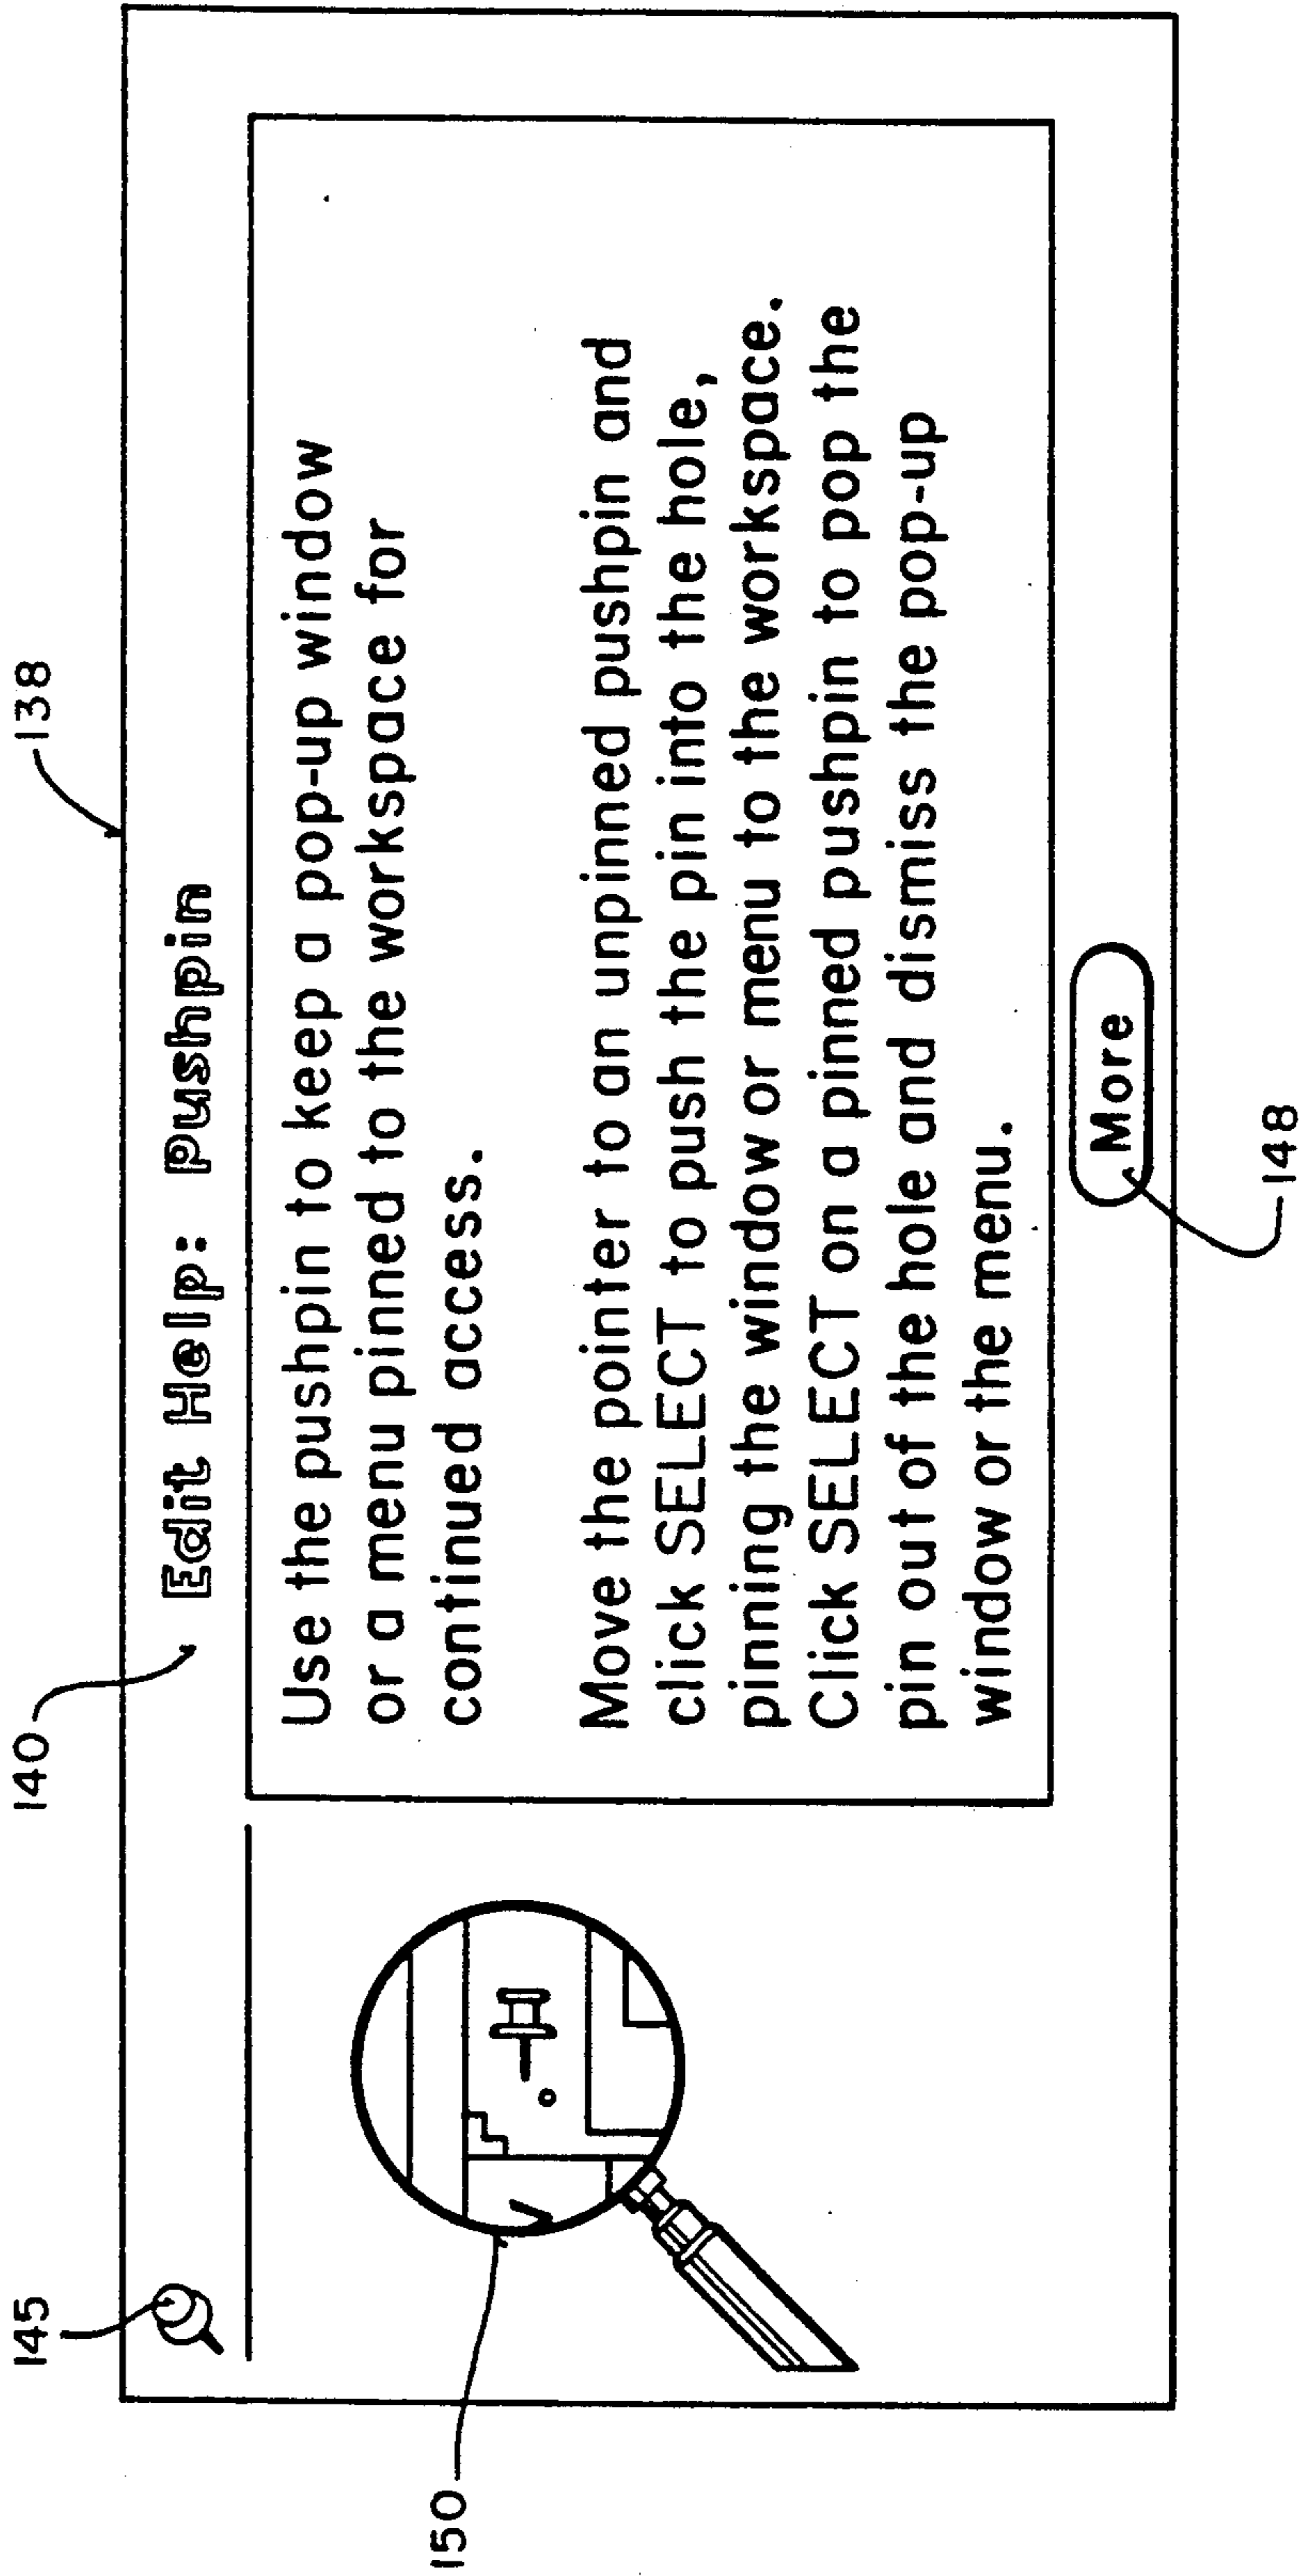 138
140
145
Edit Help: Pushpin
Use the pushpin to keep a pop-up window
or a menu pinned to the workspace for
continued access.
Move the pointer to an unpinned pushpin and
click SELECT to push the pin into the hole,
pinning the window or menu to the workspace.
Click SELECT on a pinned pushpin to pop the
pin out of the hole and dismiss the pop-up
window or the menu.
150
More
148